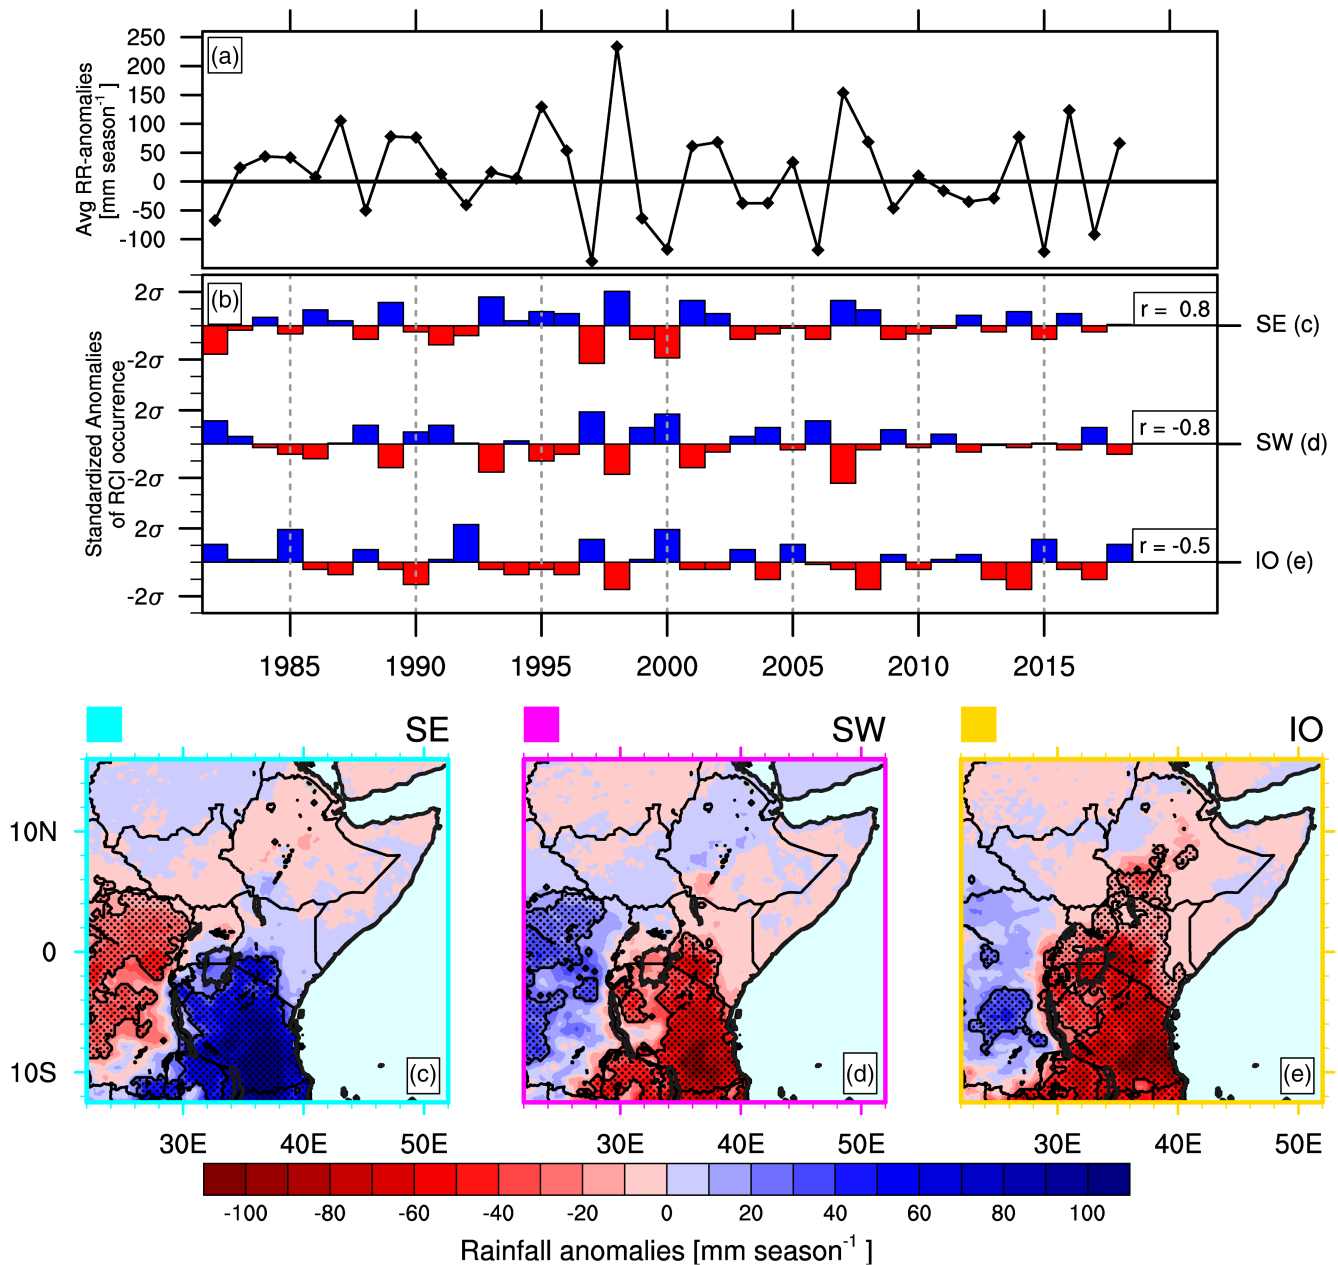 250
200
150
100
50
0
-50
-100
Avg RR-anomalies
[mm season-1 ]
(a)
(b)
2σ
-2σ
2σ
-2σ
2σ
-2σ
Standardized Anomalies
of RCI occurrence
r = 0.8
SE (c)
r = -0.8
SW (d)
r = -0.5
IO (e)
1985 1990 1995 2000 2005 2010 2015
SE SW IO
10N
0
10S
(c) (d) (e)
30E 40E 50E 30E 40E 50E 30E 40E 50E
-100 -80 -60 -40 -20 0 20 40 60 80 100
Rainfall anomalies [mm season-1 ]